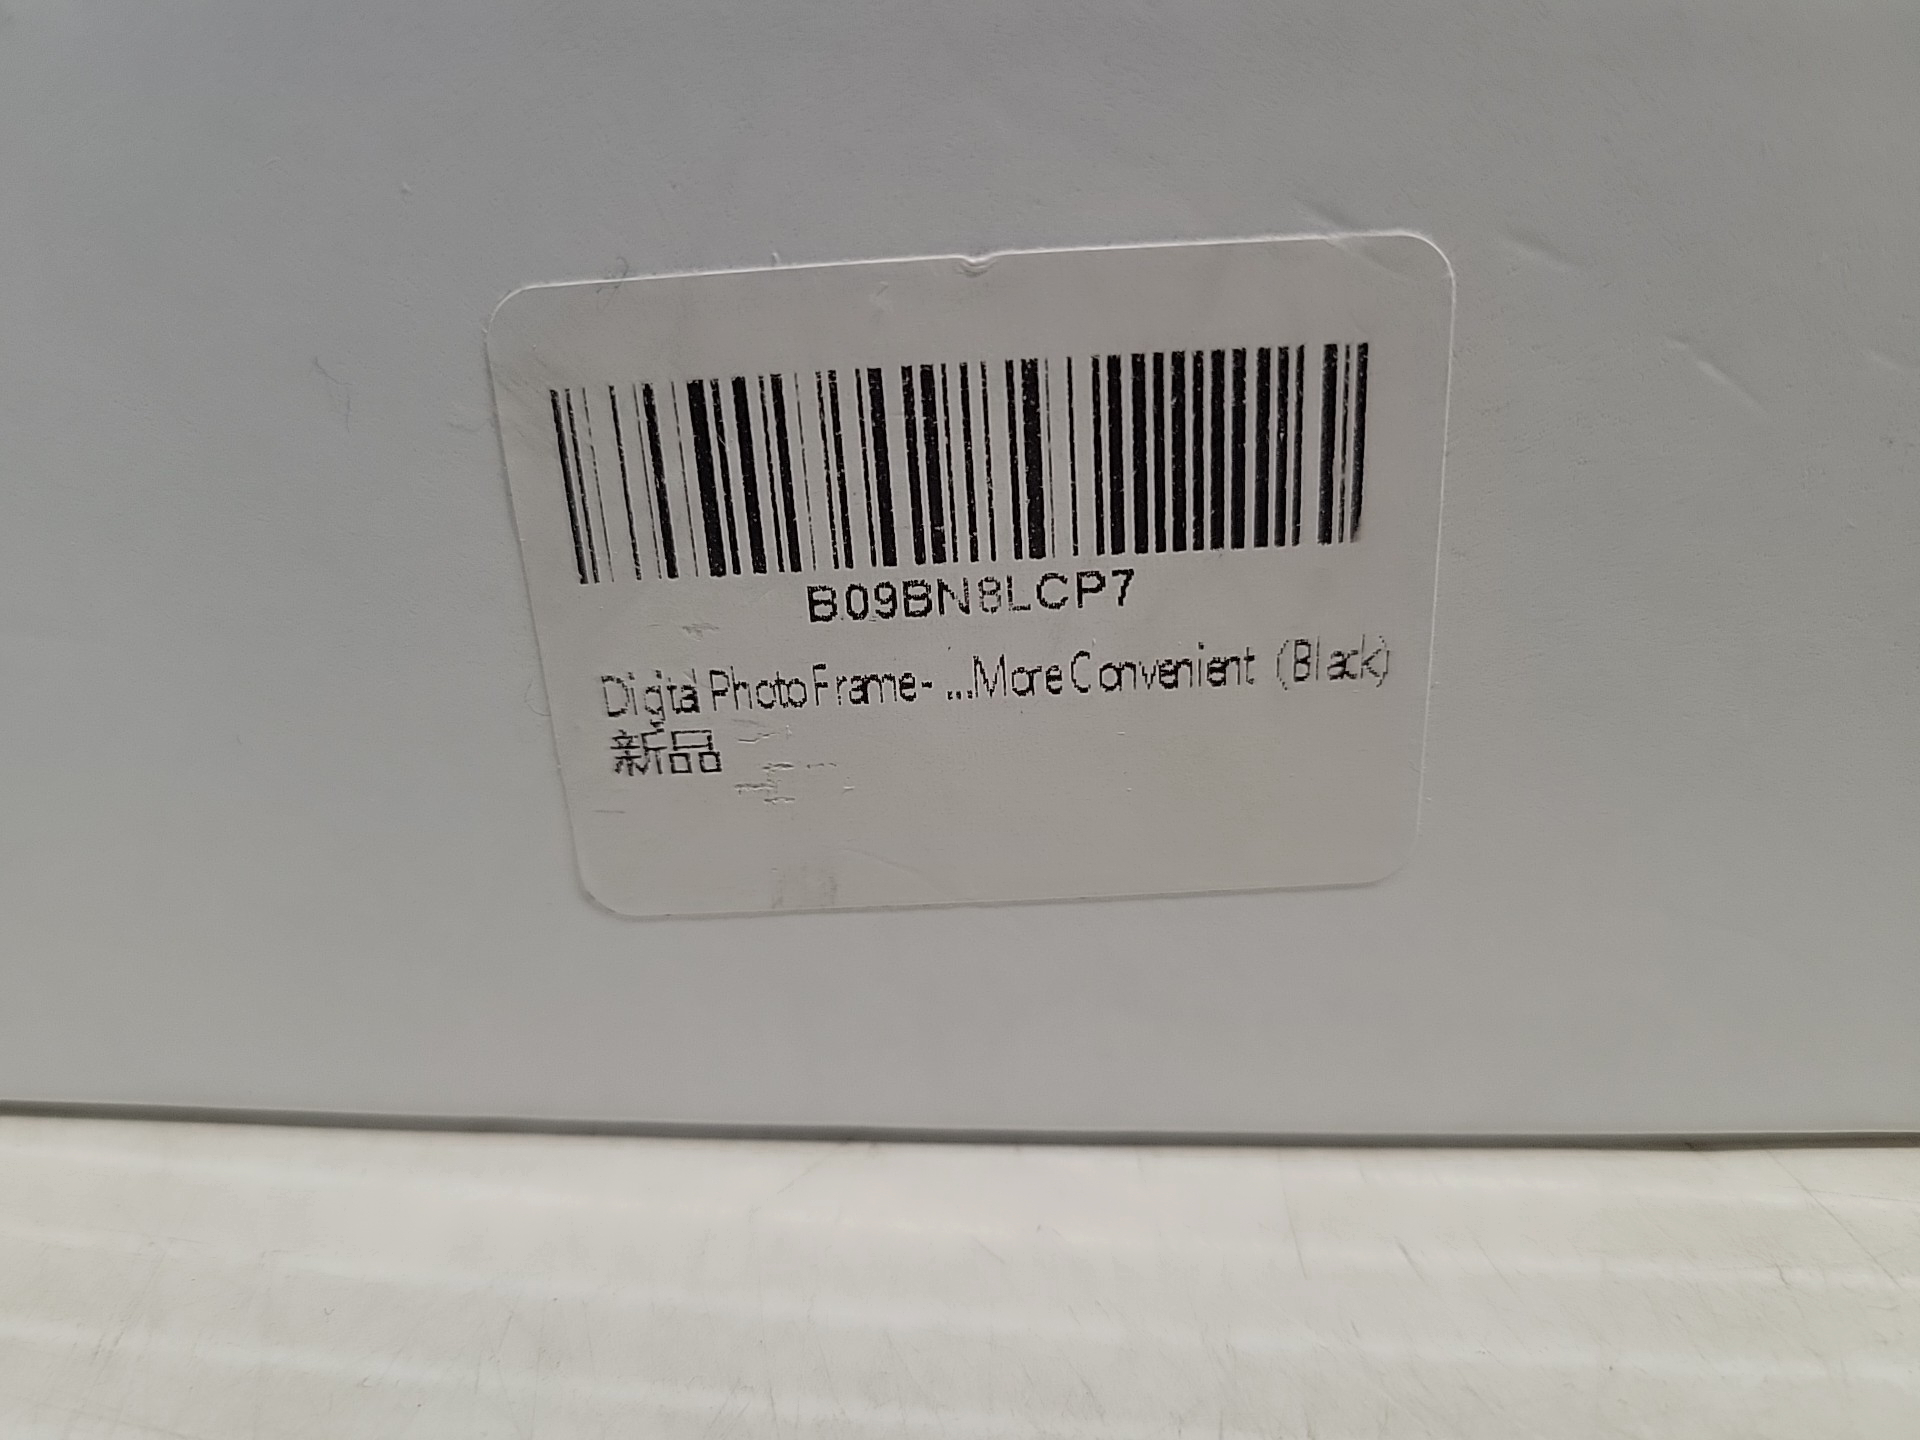 B09BN8LCP7
Digital Photo Frame- ...More Convenient (Black)
新品